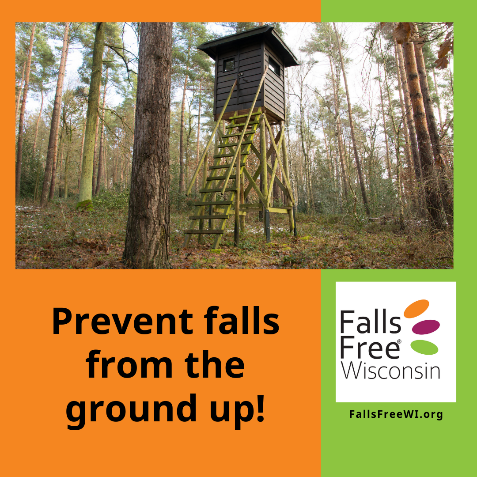 Prevent falls
from the
ground up!
Falls
Free®
Wisconsin
FallsFreeWI.org